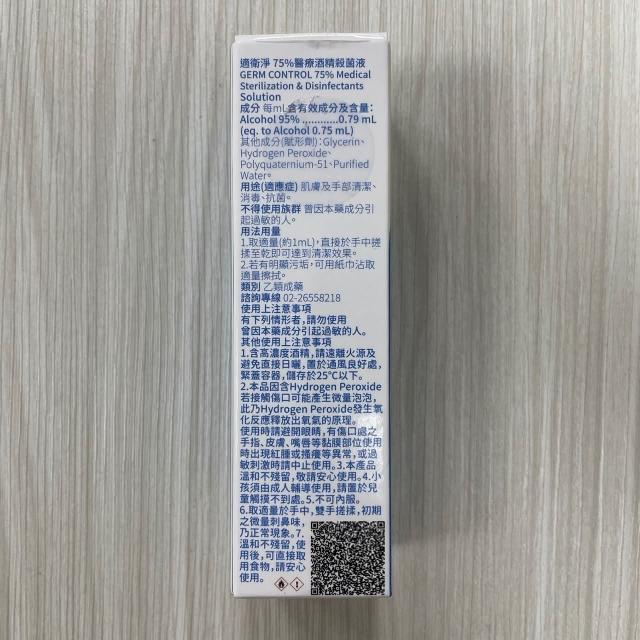 適衛淨 75%醫療酒精殺菌液
GERM CONTROL 75% Medical
Sterilization & Disinfectants
Solution
成分 每mL含有效成分及含量：
Alcohol 95% ............0.79 mL
(eq. to Alcohol 0.75 mL)
其他成分(賦形劑)：Glycerin、
Hydrogen Peroxide、
Polyquaternium-51、Purified
Water。
用途(適應症) 肌膚及手部清潔、
消毒、抗菌。
不得使用族群 曾因本藥成分引
起過敏的人。
用法用量
1.取適量(約1mL)，直接於手中搓
揉至乾即可達到清潔效果。
2.若有明顯污垢，可用紙巾沾取
適量擦拭。
類別 乙類成藥
諮詢專線 02-26558218
使用上注意事項
有下列情形者，請勿使用
曾因本藥成分引起過敏的人。
其他使用上注意事項
1.含高濃度酒精，請遠離火源及
避免直接日曬，置於通風良好處，
緊蓋容器，儲存於25℃以下。
2.本品因含Hydrogen Peroxide
若接觸傷口可能產生微量泡泡，
此乃Hydrogen Peroxide發生氧
化反應釋放出氧氣的原理。
使用時請避開眼睛，有傷口處之
手指、皮膚、嘴唇等黏膜部位使用
時出現紅腫或搔癢等異常，或過
敏刺激時請中止使用。3.本產品
溫和不殘留，敬請安心使用。4.小
孩須由成人輔導使用，請置於兒
童觸摸不到處。5.不可內服。
6.取適量於手中，雙手搓揉，初期
之微量刺鼻味，
乃正常現象。7.
溫和不殘留，使
用後，可直接取
用食物，請安心
使用。